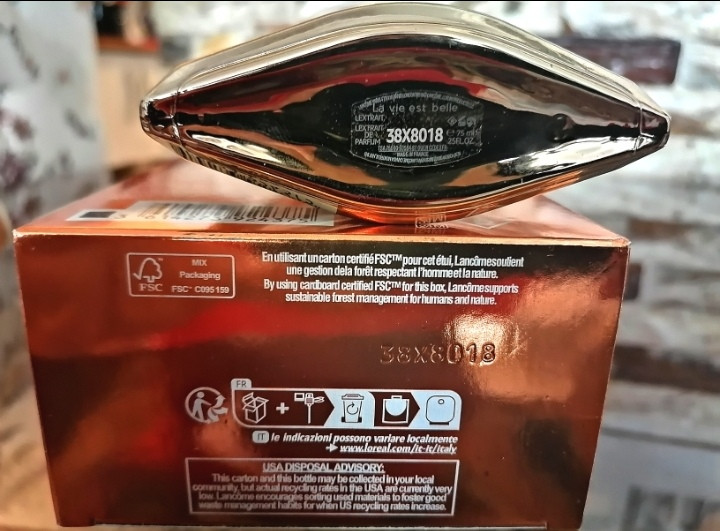 La vie est belle
L'EXTRAIT
L'EXTRAIT
DE
PARFUM
38X8018
e 75 ml
2.5 FL.OZ
MADE IN FRANCE
MIX
Packaging
FSC
FSC™ C095159
En utilisant un carton certifié FSC™ pour cet étui, Lancôme soutient
une gestion de la forêt respectant l'homme et la nature.
By using cardboard certified FSC™ for this box, Lancôme supports
sustainable forest management for humans and nature.
38X8018
FR
+
IT le indicazioni possono variare localmente
www.loreal.com/it-it/italy
USA DISPOSAL ADVISORY:
This carton and this bottle may be collected in your local
community, but actual recycling rates in the USA are currently very
low. Lancôme encourages sorting used materials to foster good
waste management habits for when US recycling rates increase.